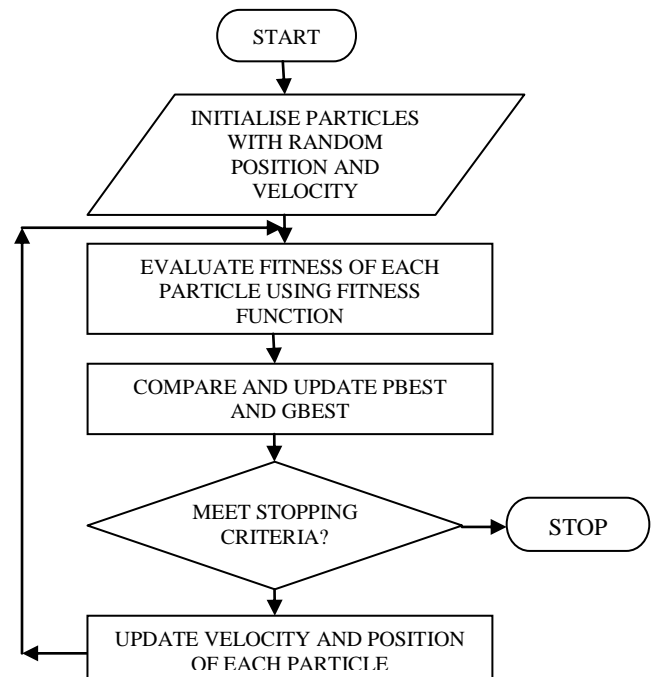 START
INITIALISE PARTICLES
WITH RANDOM
POSITION AND
VELOCITY
EVALUATE FITNESS OF EACH
PARTICLE USING FITNESS
FUNCTION
COMPARE AND UPDATE PBEST
AND GBEST
MEET STOPPING
CRITERIA?
STOP
UPDATE VELOCITY AND POSITION
OF EACH PARTICLE